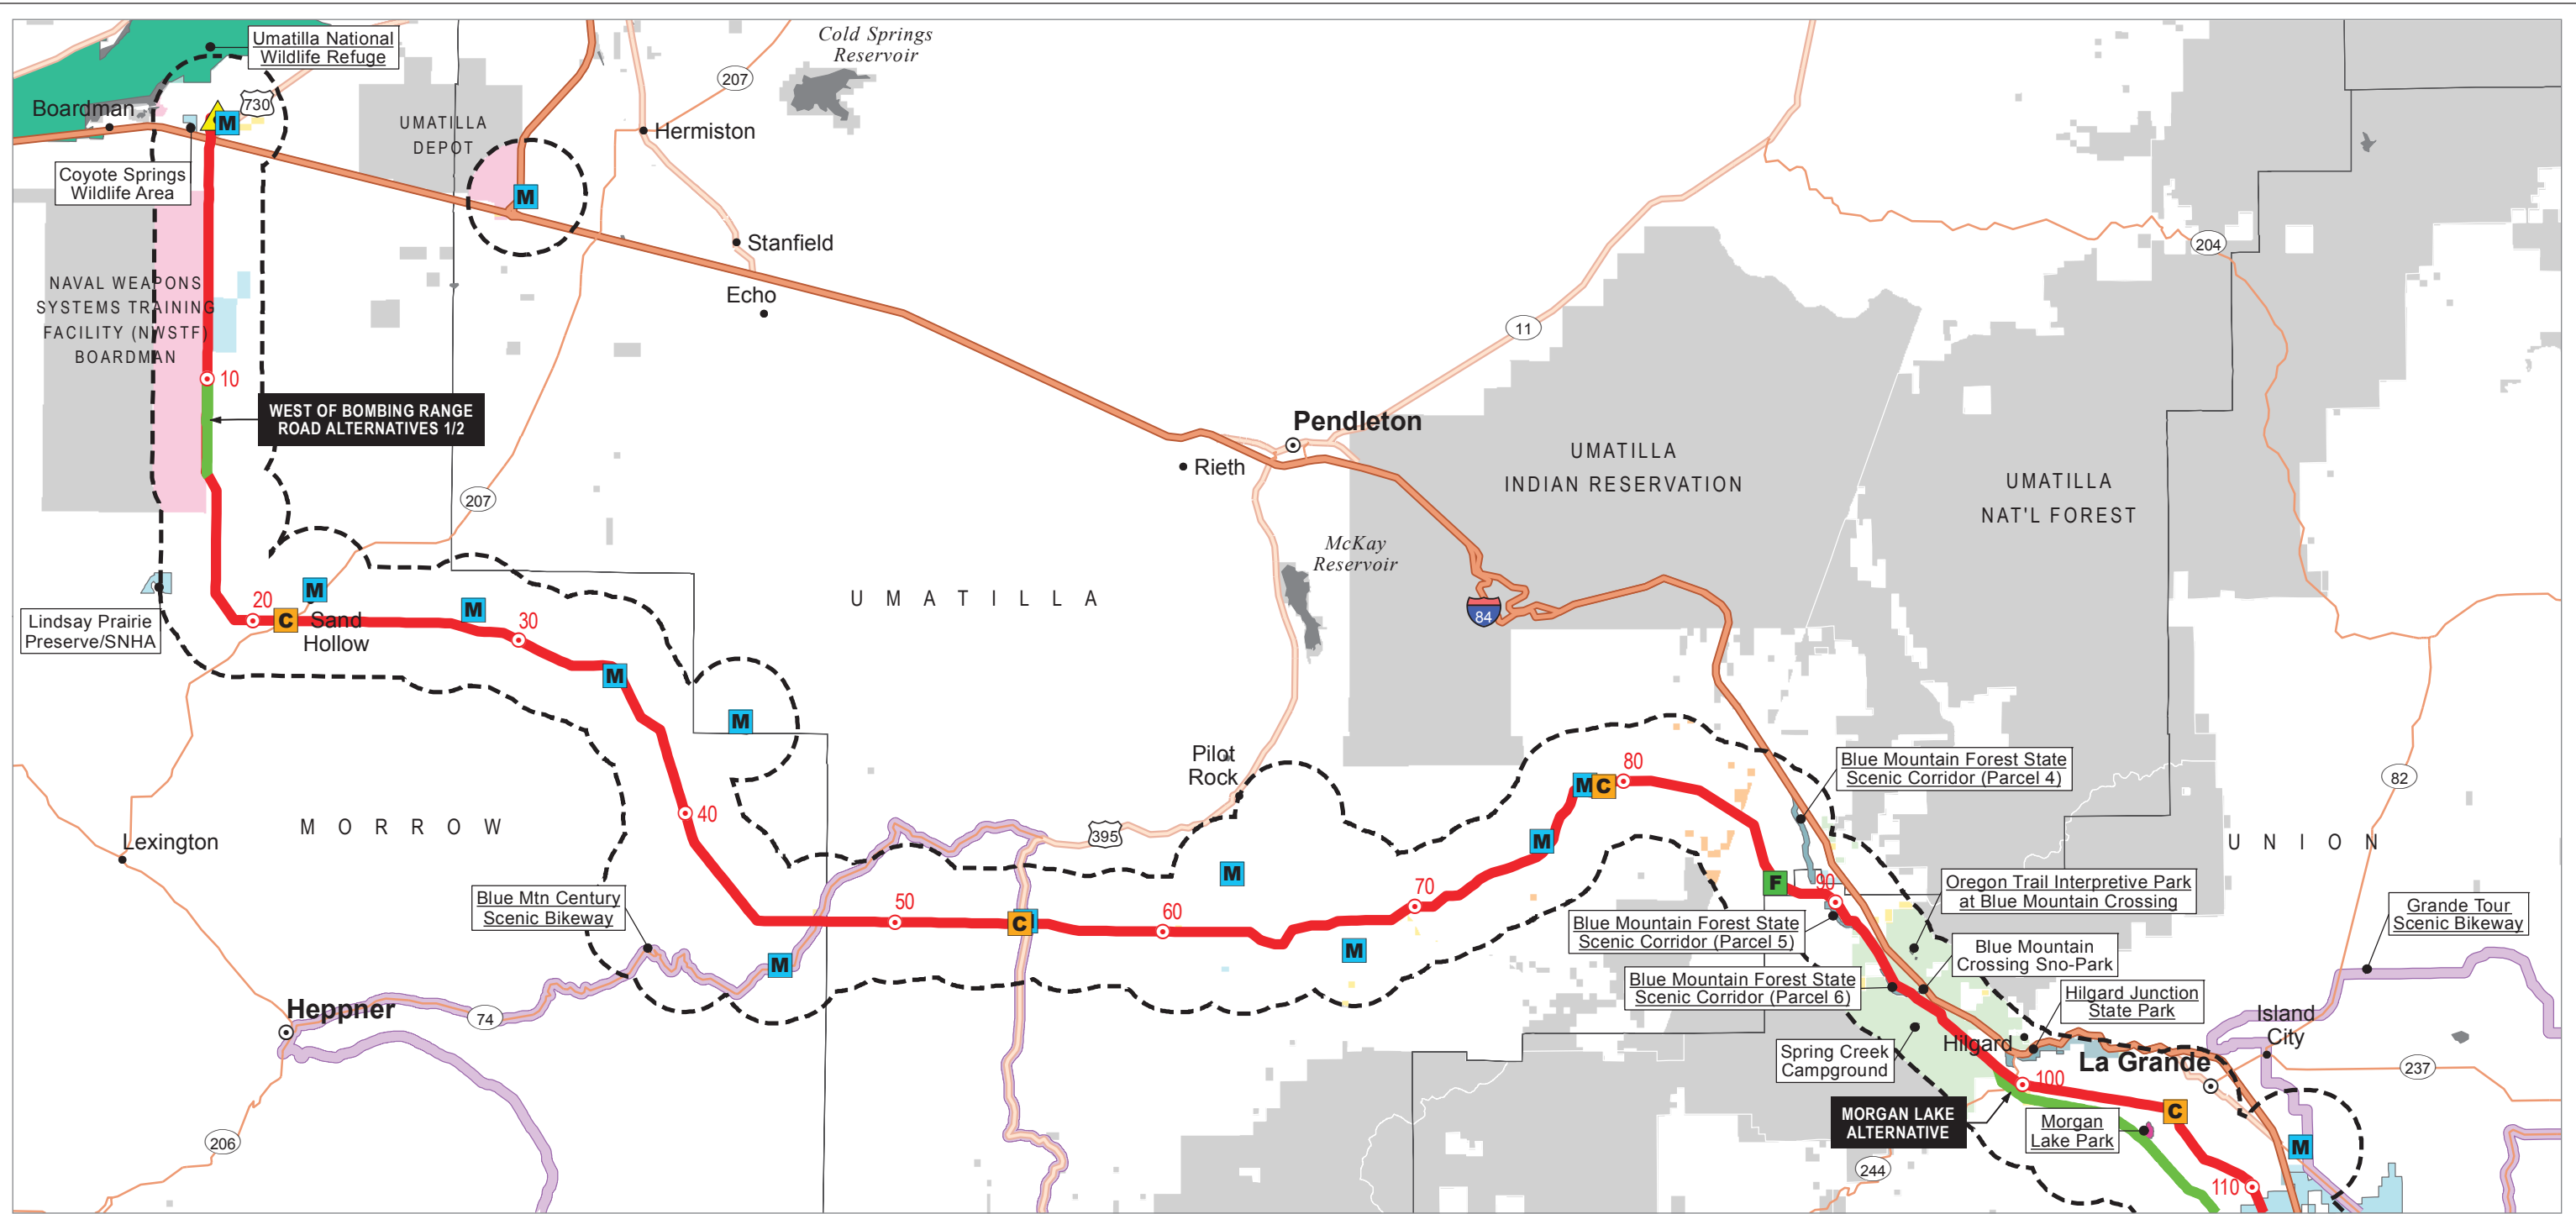 Umatilla National
Wildlife Refuge
Cold Springs
Reservoir
207
730
Boardman
M
UMATILLA
DEPOT
Hermiston
Coyote Springs
Wildlife Area
M
Stanfield
204
NAVAL WEAPONS
SYSTEMS TRAINING
FACILITY (NWSTF)
BOARDMAN
Echo
11
10
WEST OF BOMBING RANGE
ROAD ALTERNATIVES 1/2
Pendleton
Rieth
UMATILLA
INDIAN RESERVATION
UMATILLA
NAT'L FOREST
207
McKay
Reservoir
M
UMATILLA
20
C
Sand
Hollow
M
30
84
Lindsay Prairie
Preserve/SNHA
M
M
Pilot
Rock
80
M
C
Blue Mountain Forest State
Scenic Corridor (Parcel 4)
82
40
MORROW
395
M
UNION
Lexington
M
F
90
70
Oregon Trail Interpretive Park
at Blue Mountain Crossing
Blue Mtn Century
Scenic Bikeway
50
C
60
Blue Mountain Forest State
Scenic Corridor (Parcel 5)
Grande Tour
Scenic Bikeway
M
M
Blue Mountain
Crossing Sno-Park
Blue Mountain Forest State
Scenic Corridor (Parcel 6)
Hilgard Junction
State Park
Heppner
74
Island
City
Hilgard
Spring Creek
Campground
La Grande
237
100
MORGAN LAKE
ALTERNATIVE
C
Morgan
Lake Park
206
M
244
110